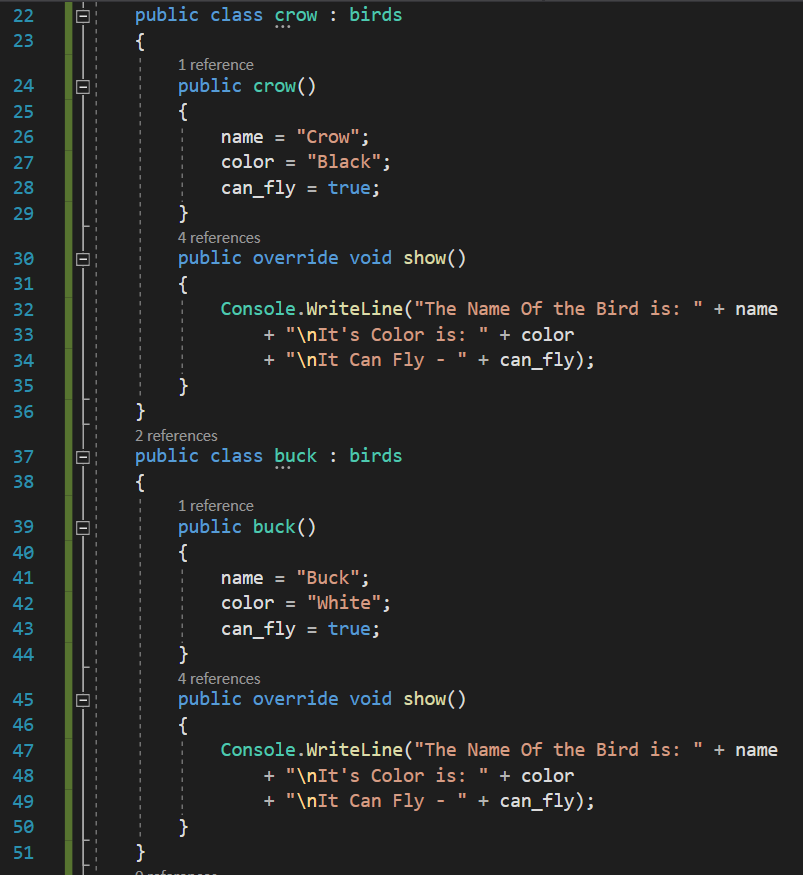 22 public class crow : birds
23 {
1 reference
24 public crow()
25 {
26 name = "Crow";
27 color = "Black";
28 can_fly = true;
29 }
4 references
30 public override void show()
31 {
32 Console.WriteLine("The Name Of the Bird is: " + name
33 + "\nIt's Color is: " + color
34 + "\nIt Can Fly - " + can_fly);
35 }
36 }
2 references
37 public class buck : birds
38 {
1 reference
39 public buck()
40 {
41 name = "Buck";
42 color = "White";
43 can_fly = true;
44 }
4 references
45 public override void show()
46 {
47 Console.WriteLine("The Name Of the Bird is: " + name
48 + "\nIt's Color is: " + color
49 + "\nIt Can Fly - " + can_fly);
50 }
51 }